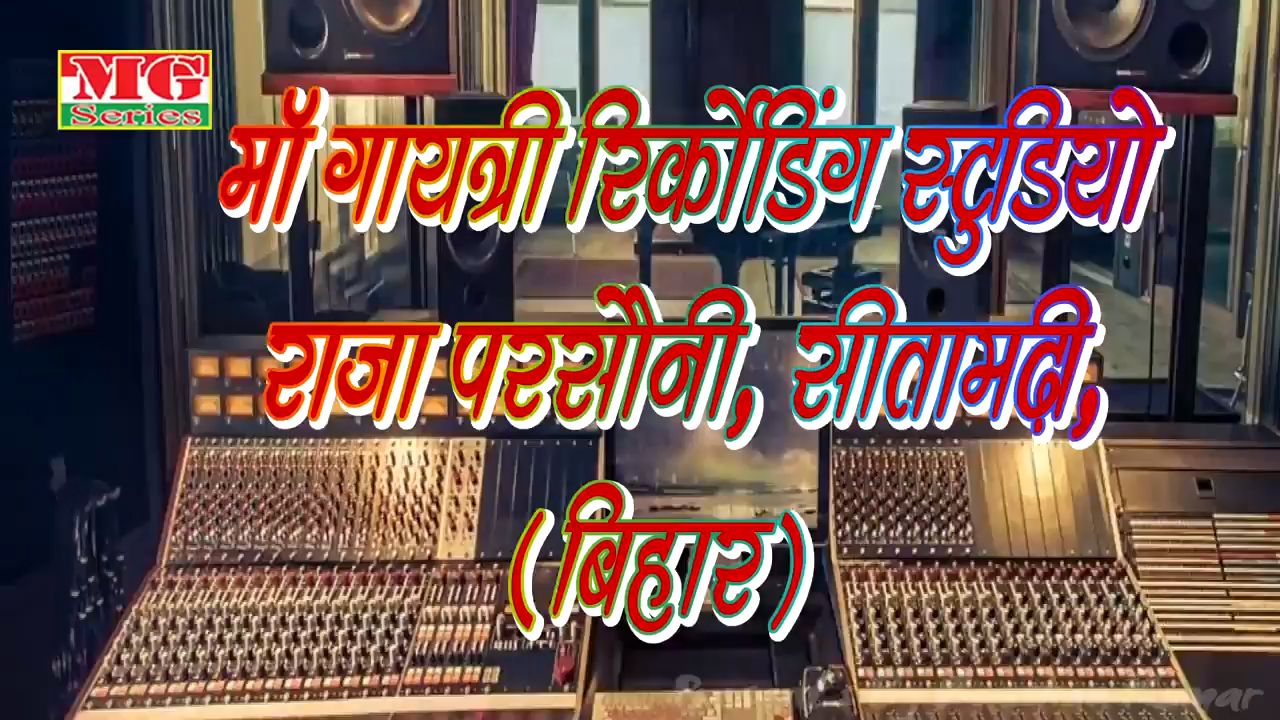 MG
Series
मॉ गायत्री रिर्कोडिंग स्टुडियो
राजा परसौनी, सीतामढ़ी,
(बिहार)